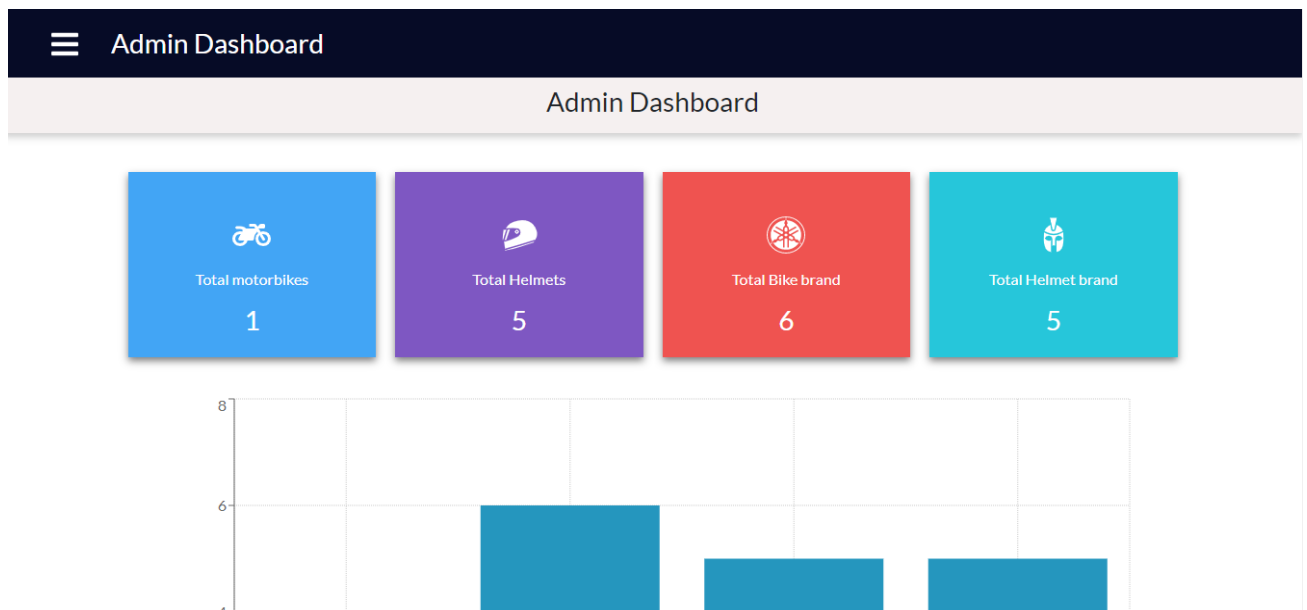 Admin Dashboard
Admin Dashboard
Total motorbikes
1
Total Helmets
5
Total Bike brand
6
Total Helmet brand
5
8
6